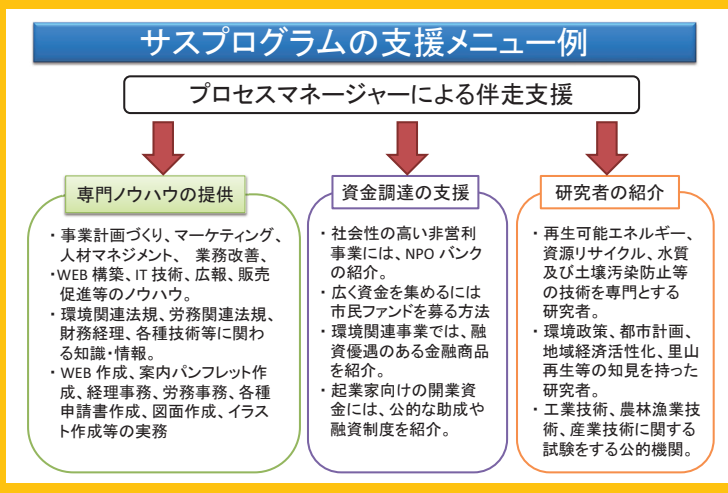 サスプログラムの支援メニュー例
プロセスマネージャーによる伴走支援
専門ノウハウの提供
・事業計画づくり、マーケティング、
人材マネジメント、 業務改善、
・WEB 構築、IT 技術、広報、販売
促進等のノウハウ。
・環境関連法規、労務関連法規、
財務経理、各種技術等に関わ
る知識・情報。
・WEB 作成、案内パンフレット作
成、経理事務、労務事務、各種
申請書作成、図面作成、イラス
ト作成等の実務
資金調達の支援
・社会性の高い非営利
事業には、NPO バンク
の紹介。
・広く資金を集めるには
市民ファンドを募る方法
・環境関連事業では、融
資優遇のある金融商品
を紹介。
・起業家向けの開業資
金には、公的な助成や
融資制度を紹介。
研究者の紹介
・再生可能エネルギー、
資源リサイクル、水質
及び土壌汚染防止等
の技術を専門とする
研究者。
・環境政策、都市計画、
地域経済活性化、里山
再生等の知見を持った
研究者。
・工業技術、農林漁業技
術、産業技術に関する
試験をする公的機関。